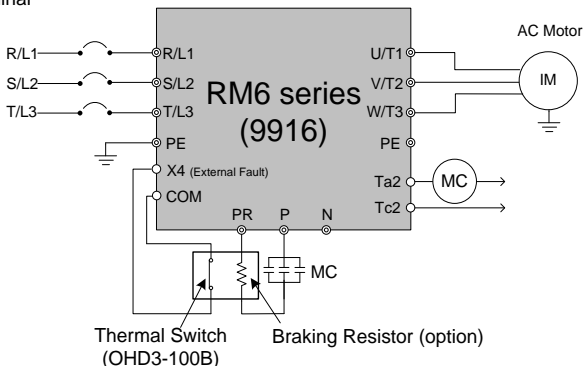 AC Motor
R/L1
R/L1
U/T1
S/L2
S/L2
V/T2
IM
T/L3
T/L3
W/T3
RM6 series
(9916)
PE
PE
X4 (External Fault)
Ta2
MC
COM
Tc2
PR
P
N
MC
Thermal Switch
(OHD3-100B)
Braking Resistor (option)